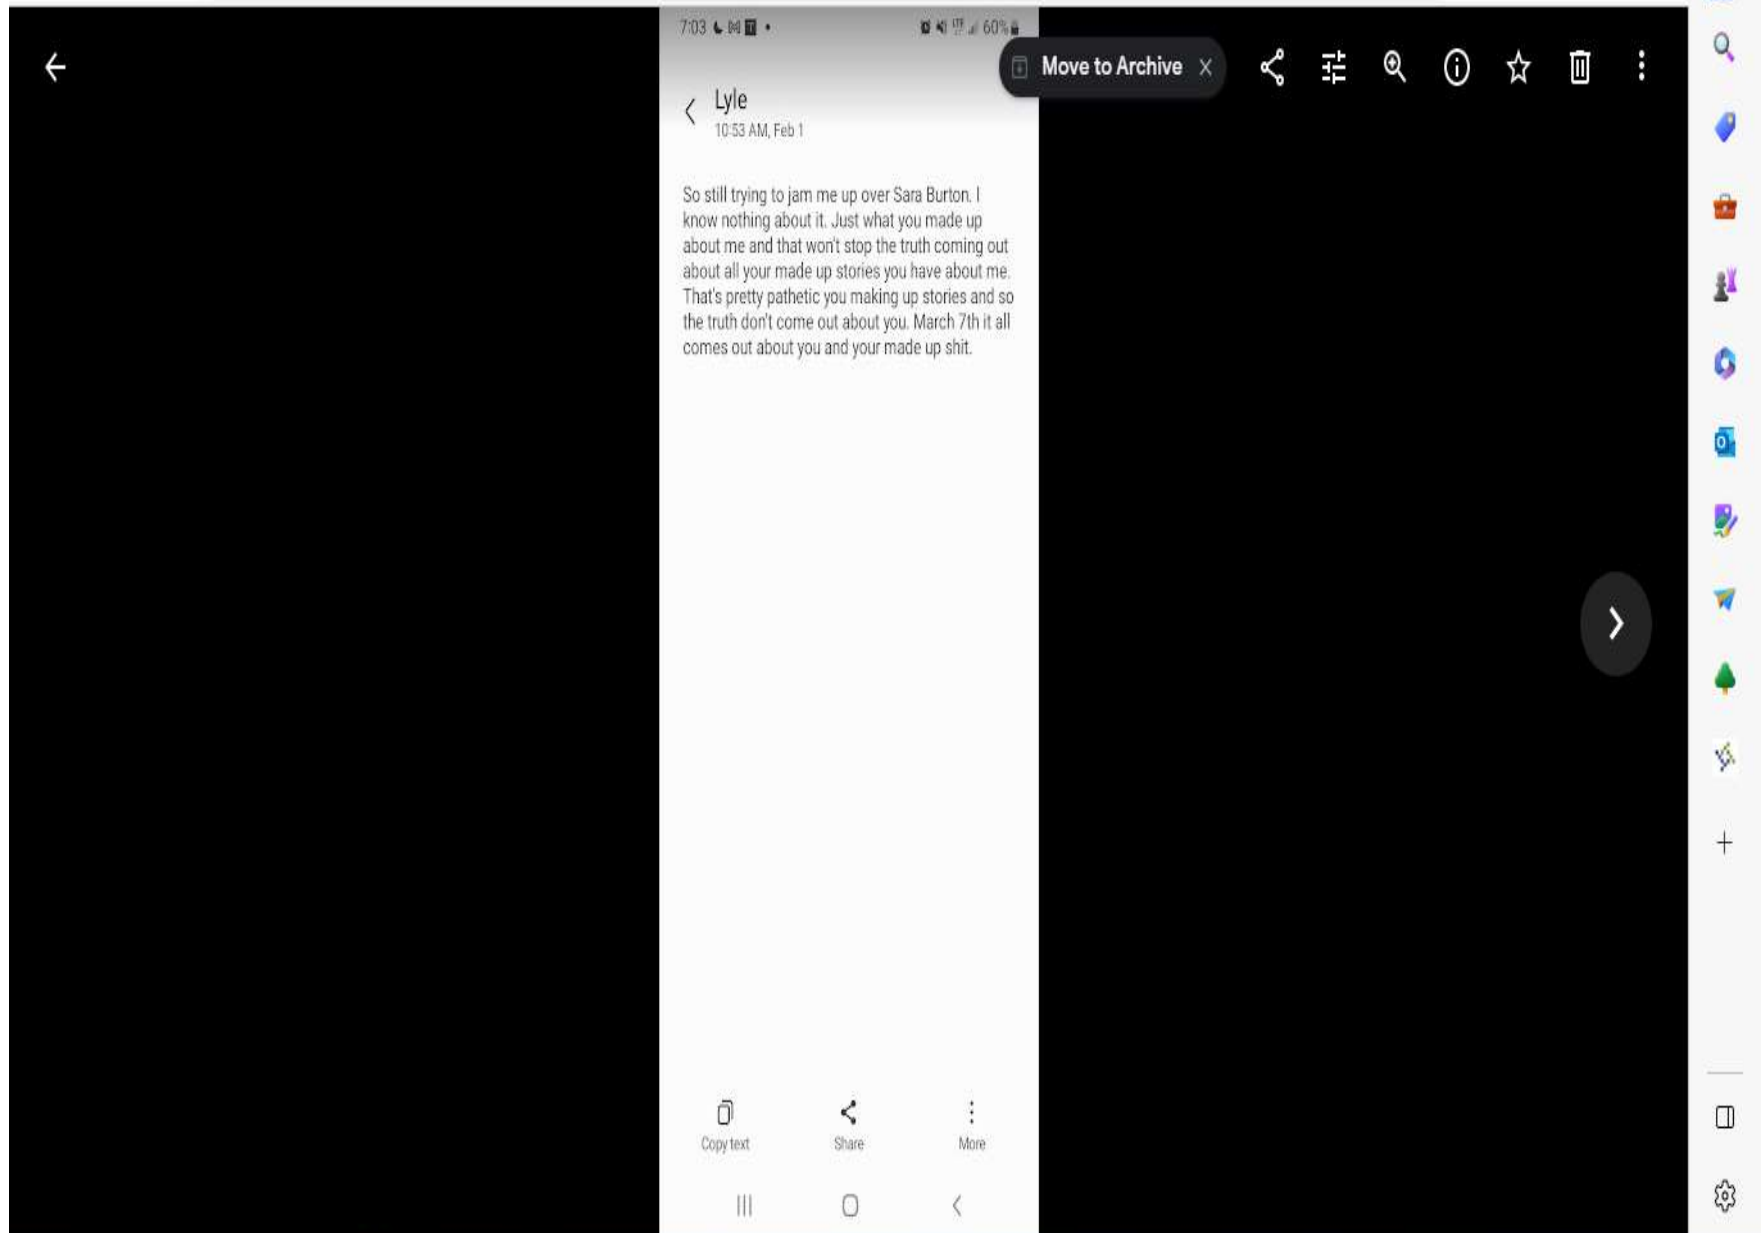 7:03
LTE 60%
Move to Archive
Lyle
10:53 AM, Feb 1
So still trying to jam me up over Sara Burton. I
know nothing about it. Just what you made up
about me and that won't stop the truth coming out
about all your made up stories you have about me.
That's pretty pathetic you making up stories and so
the truth don't come out about you. March 7th it all
comes out about you and your made up shit.
Copy text
Share
More